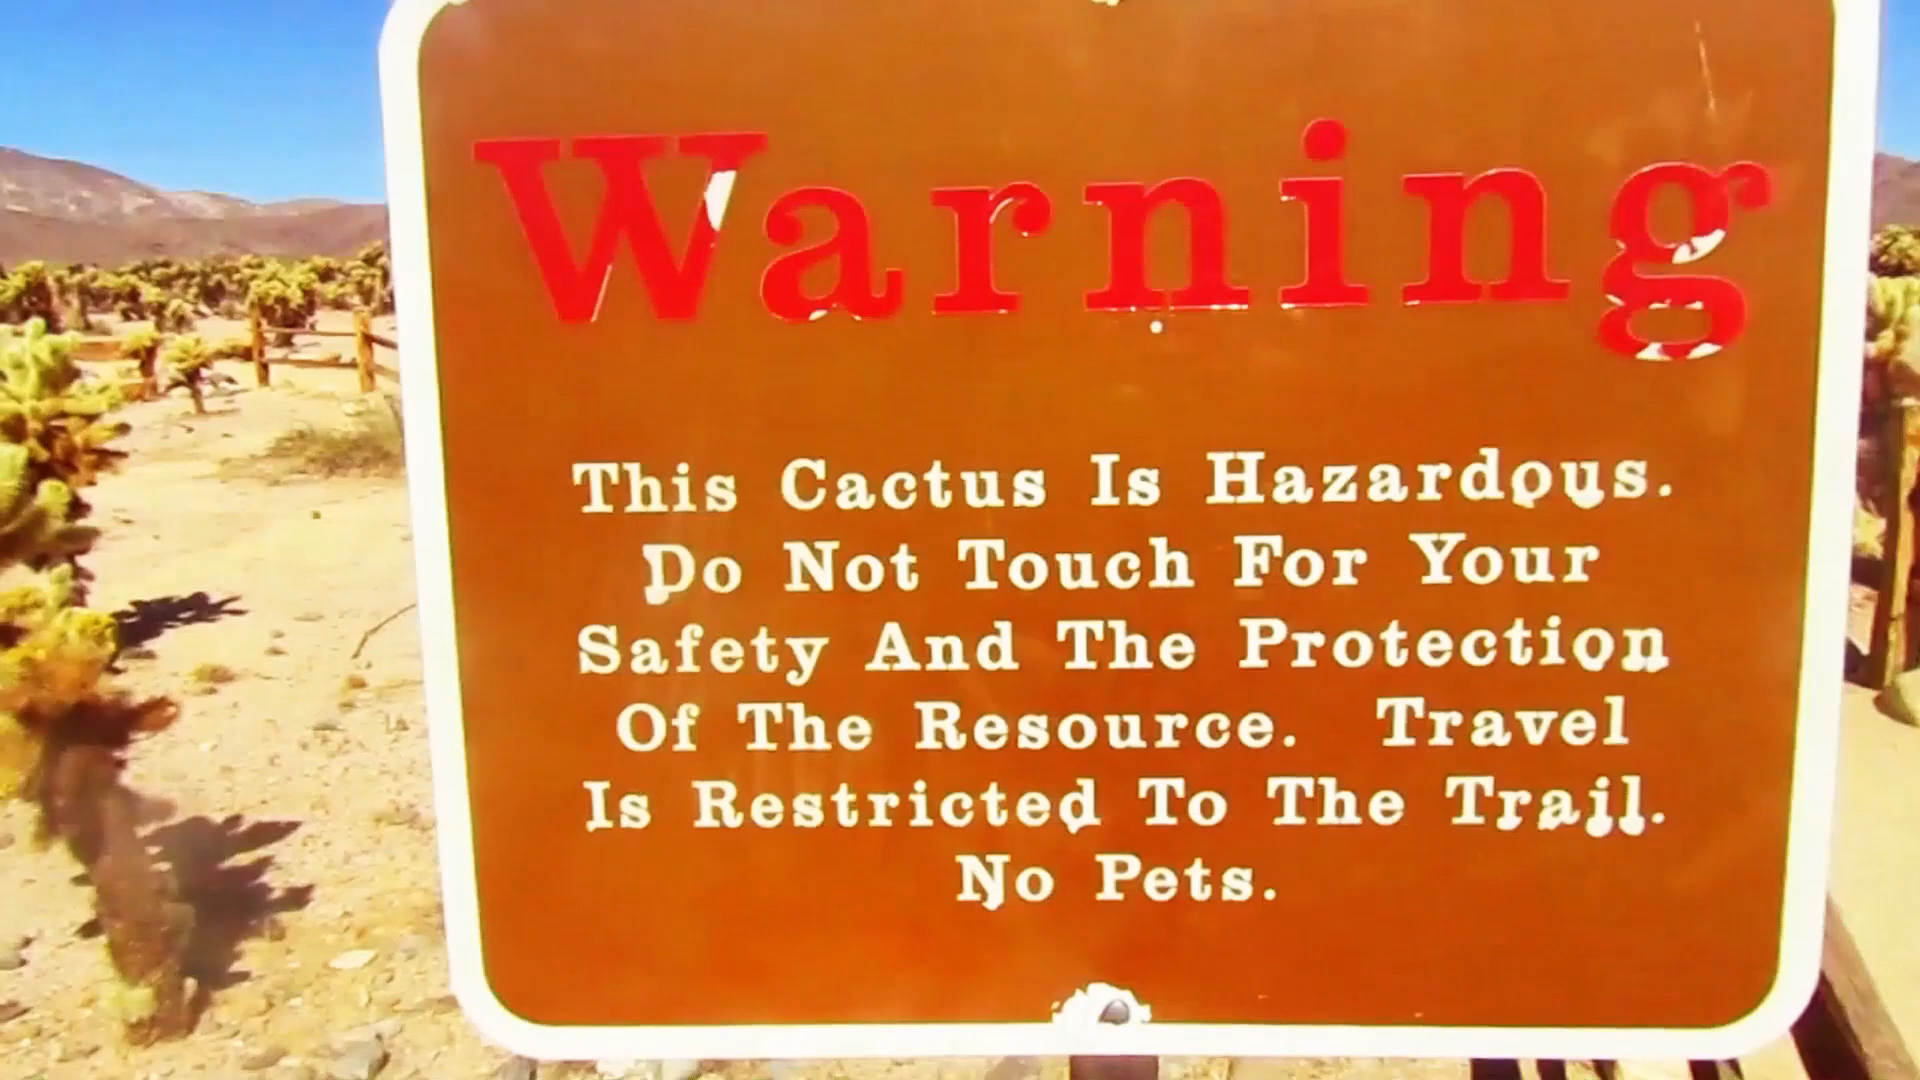 Warning
This Cactus Is Hazardous.
Do Not Touch For Your
Safety And The Protection
Of The Resource. Travel
Is Restricted To The Trail.
No Pets.